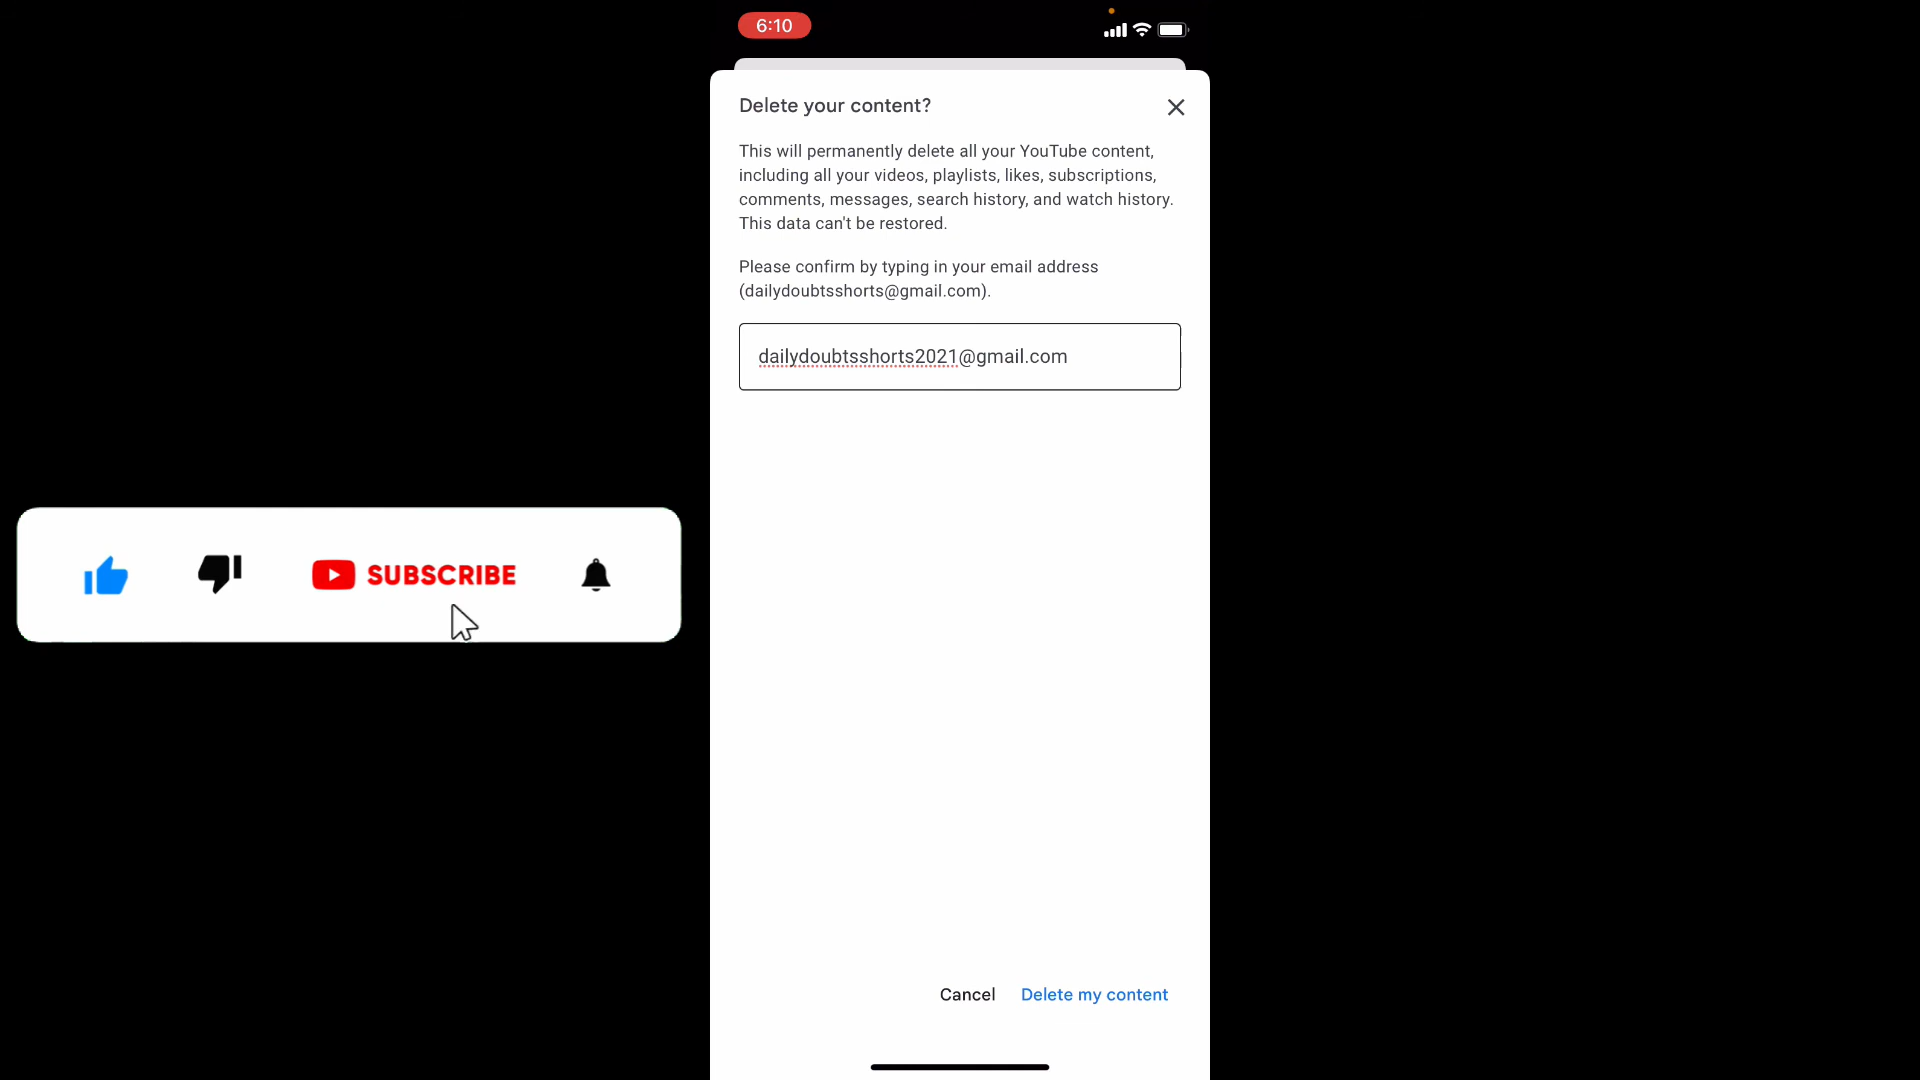 6:10
Delete your content?
This will permanently delete all your YouTube content,
including all your videos, playlists, likes, subscriptions,
comments, messages, search history, and watch history.
This data can't be restored.
Please confirm by typing in your email address
(dailydoubtsshorts@gmail.com).
dailydoubtsshorts2021@gmail.com
SUBSCRIBE
Cancel
Delete my content